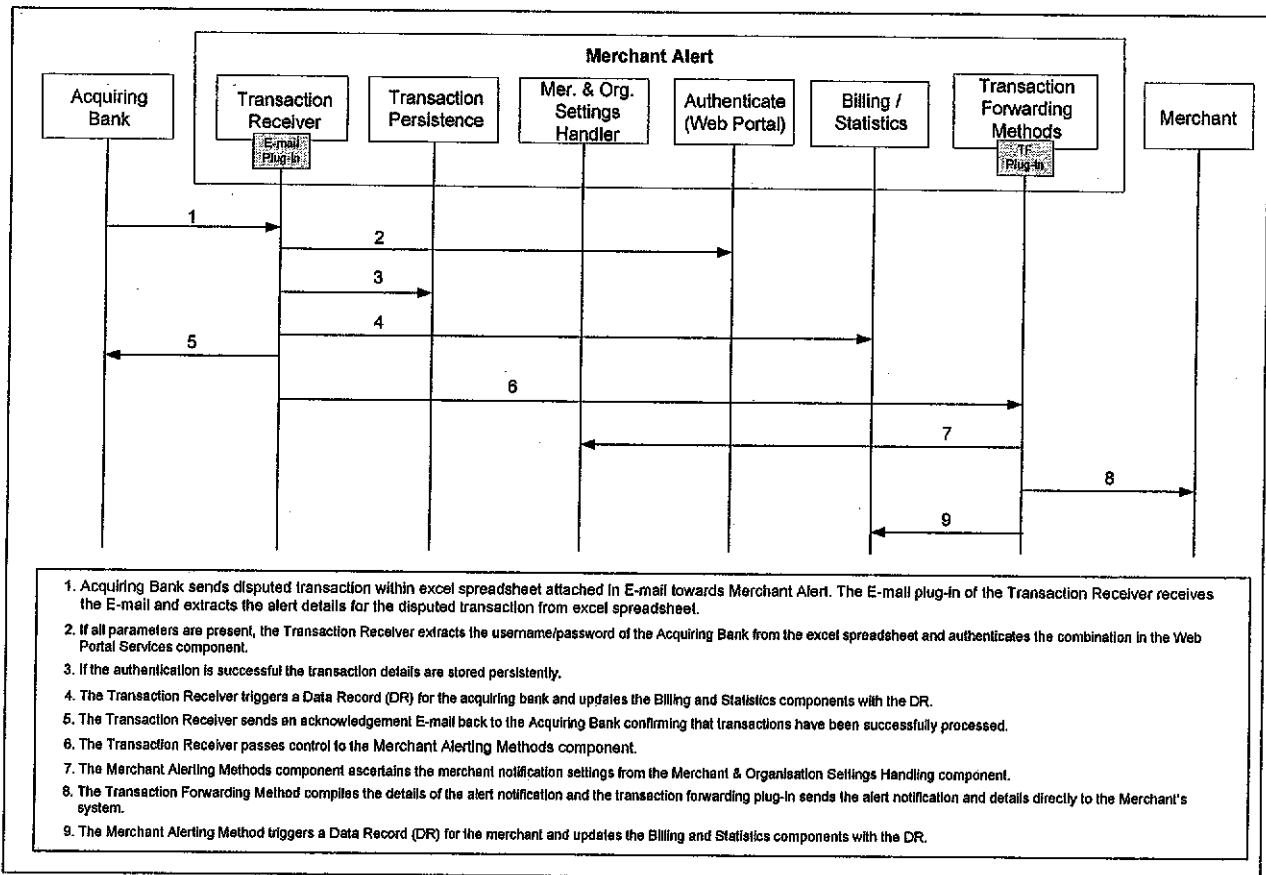 Merchant Alert
Acquiring
Bank
Transaction
Receiver
E-mail
Plug-In
Transaction
Persistence
Mer. & Org.
Settings
Handler
Authenticate
(Web Portal)
Billing /
Statistics
Transaction
Forwarding
Methods
TF
Plug-In
Merchant
1
2
3
4
5
6
7
8
9
1. Acquiring Bank sends disputed transaction within excel spreadsheet attached in E-mail towards Merchant Alert. The E-mail plug-in of the Transaction Receiver receives
the E-mail and extracts the alert details for the disputed transaction from excel spreadsheet.
2. If all parameters are present, the Transaction Receiver extracts the username/password of the Acquiring Bank from the excel spreadsheet and authenticates the combination in the Web
Portal Services component.
3. If the authentication is successful the transaction details are stored persistently.
4. The Transaction Receiver triggers a Data Record (DR) for the acquiring bank and updates the Billing and Statistics components with the DR.
5. The Transaction Receiver sends an acknowledgement E-mail back to the Acquiring Bank confirming that transactions have been successfully processed.
6. The Transaction Receiver passes control to the Merchant Alerting Methods component.
7. The Merchant Alerting Methods component ascertains the merchant notification settings from the Merchant & Organisation Settings Handling component.
8. The Transaction Forwarding Method compiles the details of the alert notification and the transaction forwarding plug-in sends the alert notification and details directly to the Merchant's
system.
9. The Merchant Alerting Method triggers a Data Record (DR) for the merchant and updates the Billing and Statistics components with the DR.